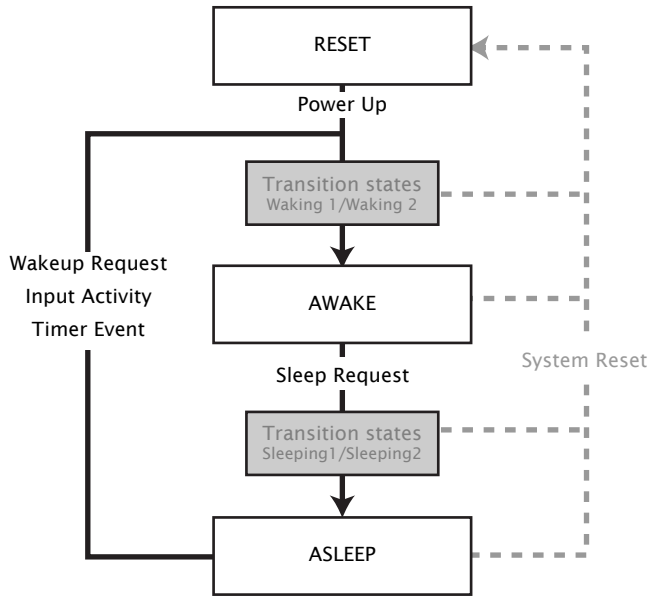 RESET
Power Up
Transition states
Waking 1/Waking 2
Wakeup Request
Input Activity
Timer Event
AWAKE
System Reset
Sleep Request
Transition states
Sleeping1/Sleeping2
ASLEEP